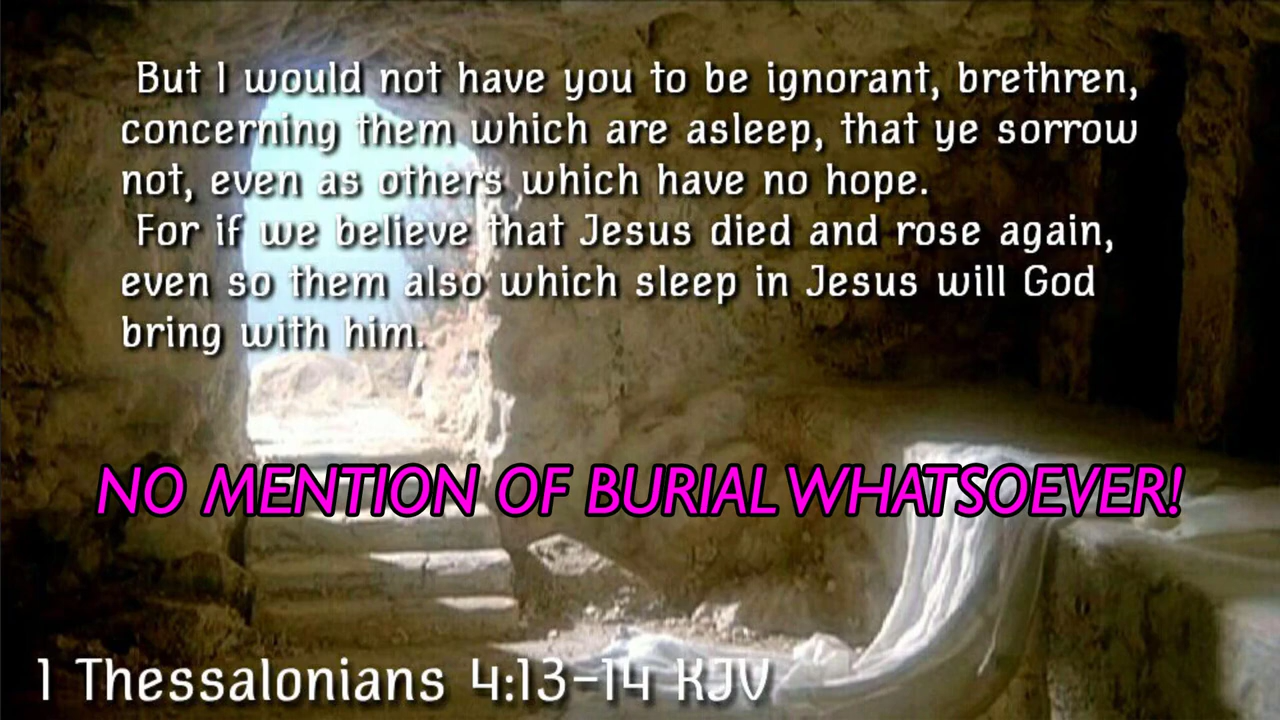 But I would not have you to be ignorant, brethren,
concerning them which are asleep, that ye sorrow
not, even as others which have no hope.
For if we believe that Jesus died and rose again,
even so them also which sleep in Jesus will God
bring with him.
NO MENTION OF BURIAL WHATSOEVER!
1 Thessalonians 4:13-14 KJV